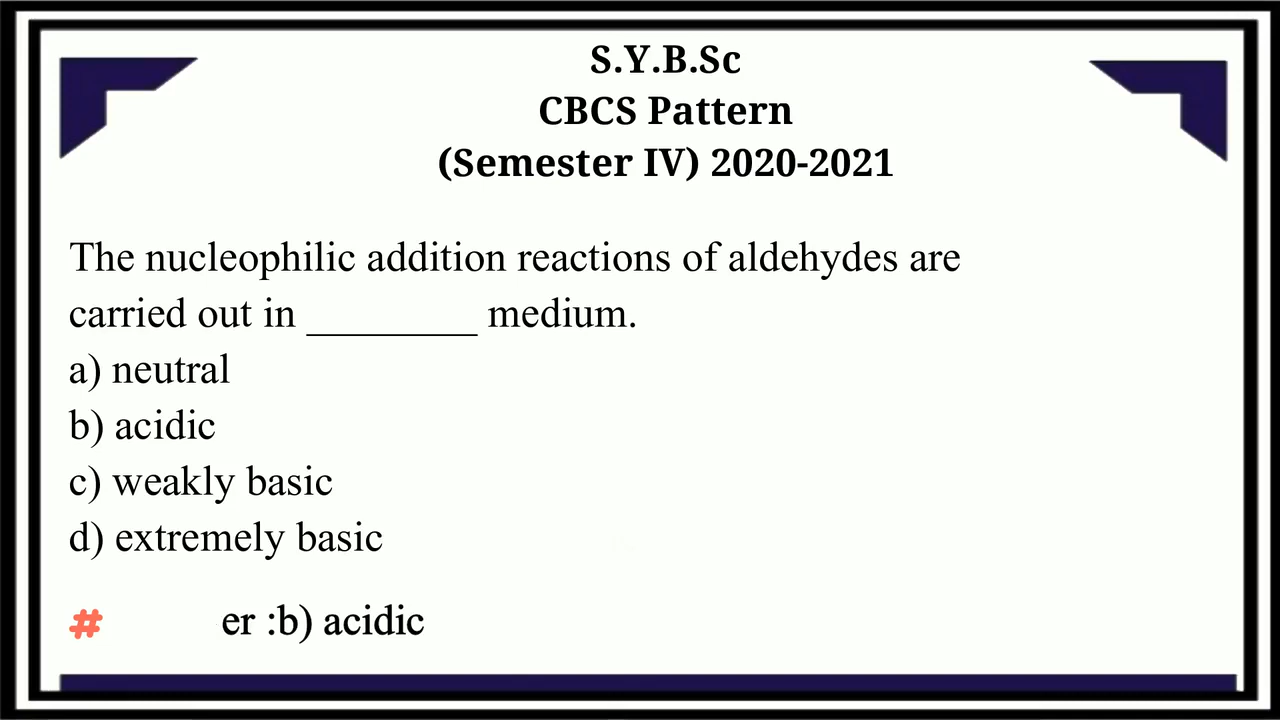 S.Y.B.Sc
CBCS Pattern
(Semester IV) 2020-2021
The nucleophilic addition reactions of aldehydes are
carried out in ________ medium.
a) neutral
b) acidic
c) weakly basic
d) extremely basic
# er :b) acidic